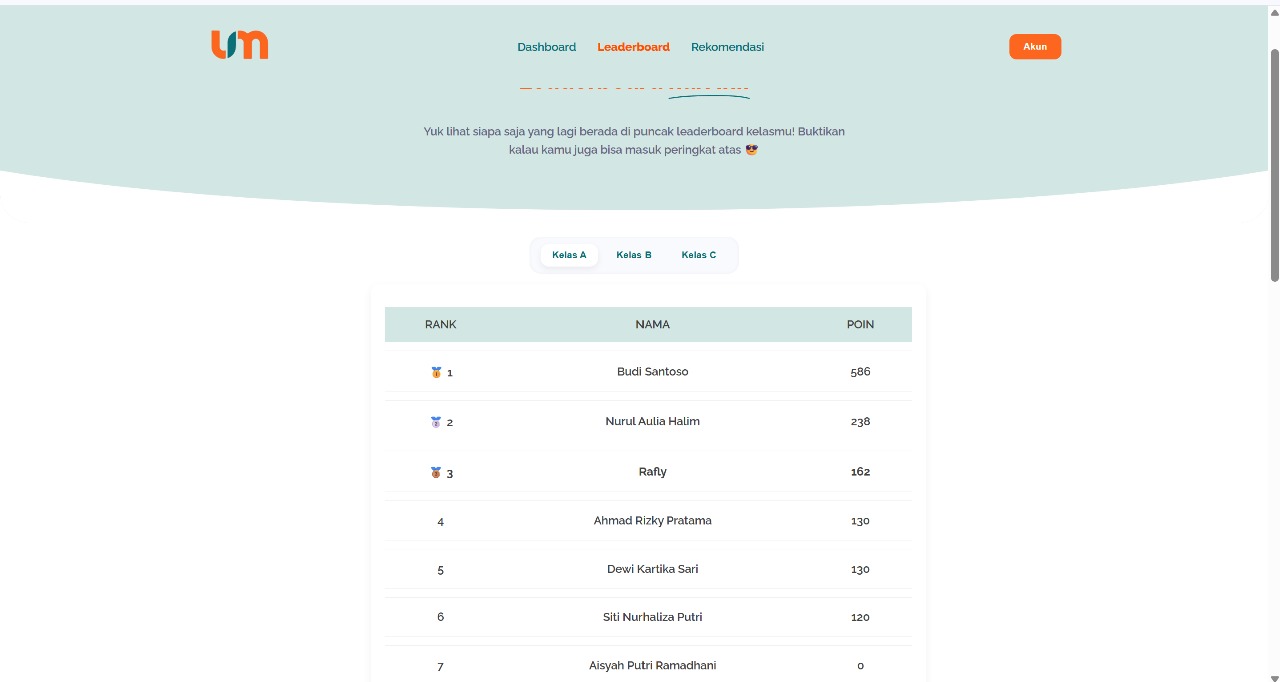 um
Dashboard Leaderboard Rekomendasi Akun
Yuk lihat siapa saja yang lagi berada di puncak leaderboard kelasmu! Buktikan
kalau kamu juga bisa masuk peringkat atas 😎
Kelas A Kelas B Kelas C
RANK NAMA POIN
🥇 1 Budi Santoso 586
🥈 2 Nurul Aulia Halim 238
🥉 3 Rafly 162
4 Ahmad Rizky Pratama 130
5 Dewi Kartika Sari 130
6 Siti Nurhaliza Putri 120
7 Aisyah Putri Ramadhani 0